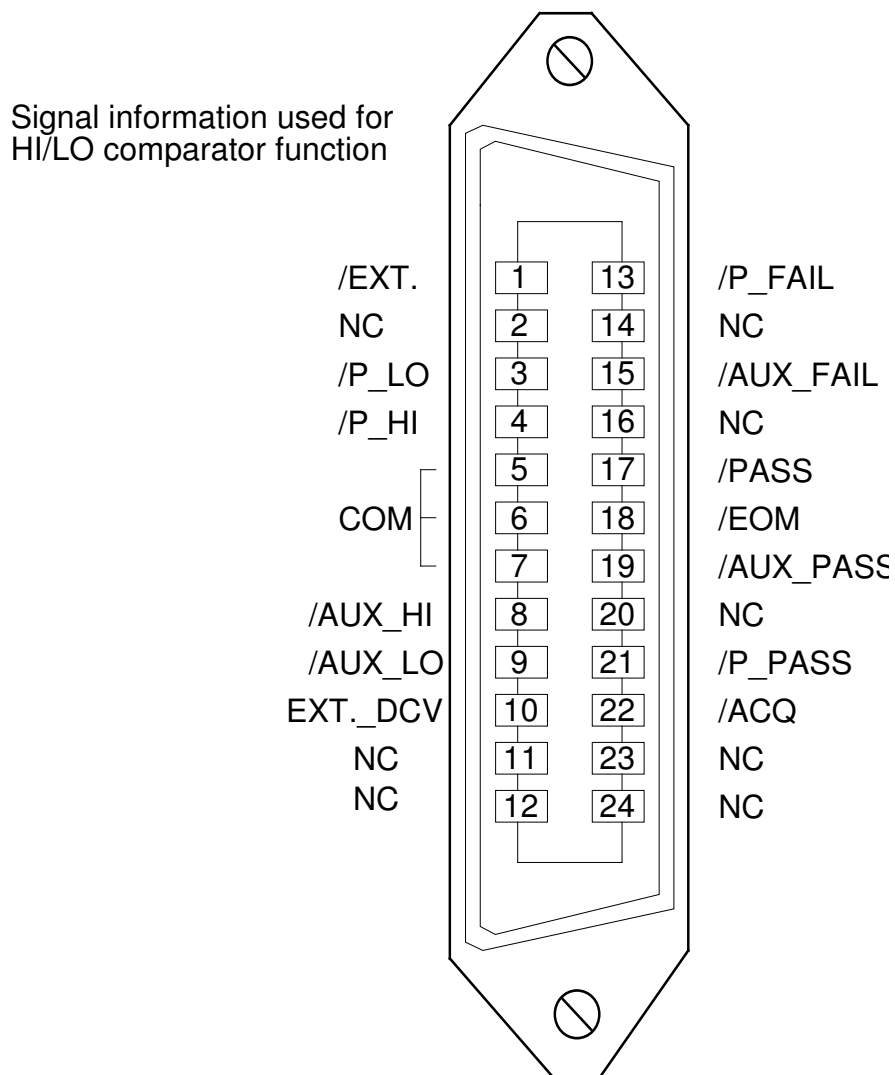 Signal information used for
HI/LO comparator function
/EXT. 1 13 /P_FAIL
NC 2 14 NC
/P_LO 3 15 /AUX_FAIL
/P_HI 4 16 NC
5 17 /PASS
COM 6 18 /EOM
7 19 /AUX_PASS
/AUX_HI 8 20 NC
/AUX_LO 9 21 /P_PASS
EXT._DCV 10 22 /ACQ
NC 11 23 NC
NC 12 24 NC